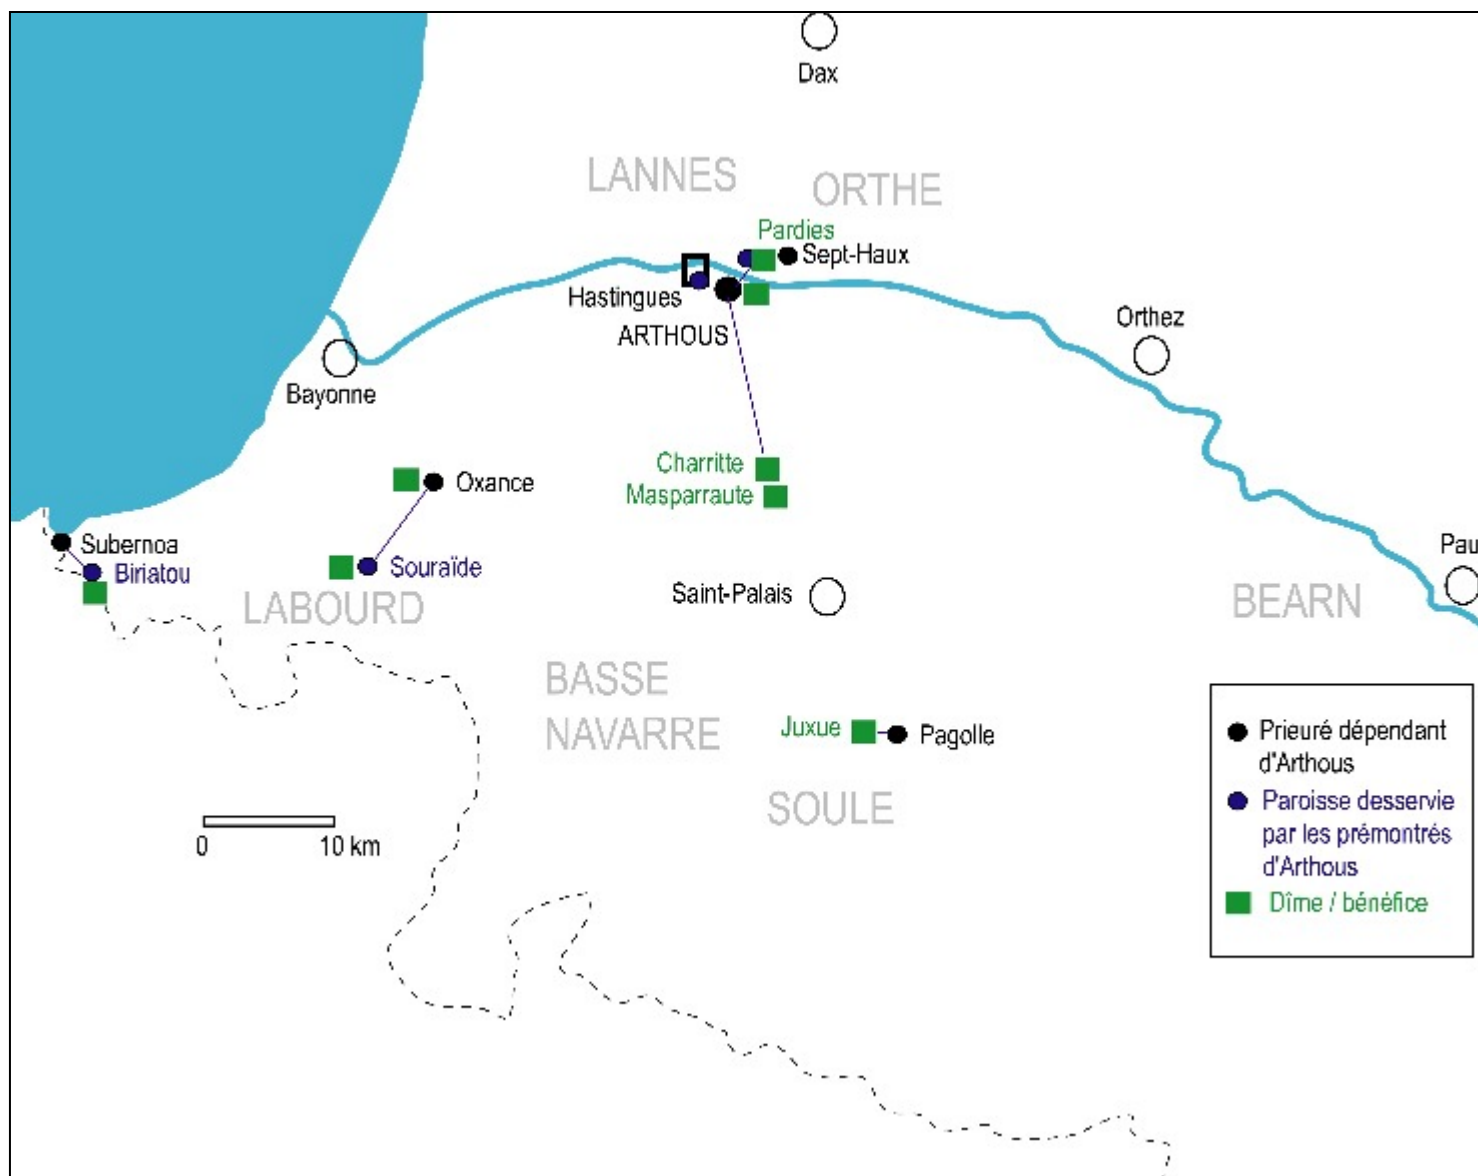 Dax
LANNES
ORTHE
Pardies
Sept-Haux
Hastingues
ARTHOUS
Orthez
Bayonne
Charritte
Masparraute
Oxance
Subernoa
Biriatou
Souraïde
Pau
Saint-Palais
LABOURD
BEARN
BASSE
NAVARRE
Juxue
Pagolle
SOULE
0
10 km
Prieuré dépendant
d'Arthous
Paroisse desservie
par les prémontrés
d'Arthous
Dîme / bénéfice